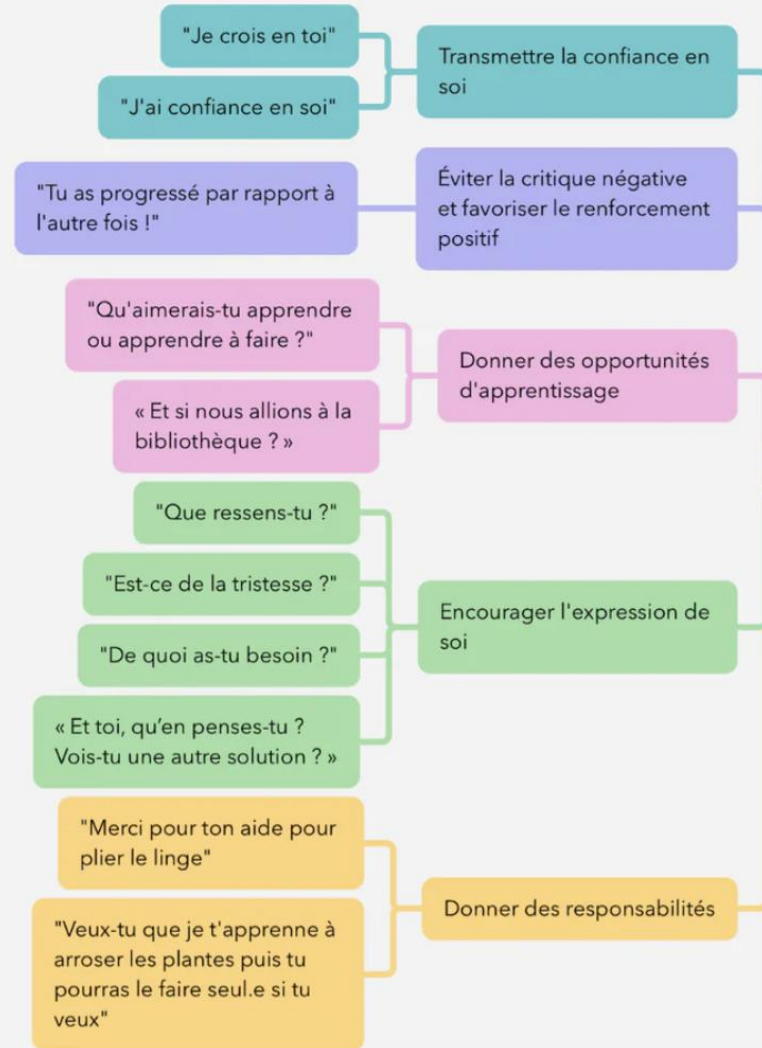 "Je crois en toi"
"J'ai confiance en soi"
Transmettre la confiance en
soi
"Tu as progressé par rapport à
l'autre fois !"
Éviter la critique négative
et favoriser le renforcement
positif
"Qu'aimerais-tu apprendre
ou apprendre à faire ?"
« Et si nous allions à la
bibliothèque ? »
Donner des opportunités
d'apprentissage
"Que ressens-tu ?"
"Est-ce de la tristesse ?"
"De quoi as-tu besoin ?"
« Et toi, qu’en penses-tu ?
Vois-tu une autre solution ? »
Encourager l'expression de
soi
"Merci pour ton aide pour
plier le linge"
"Veux-tu que je t'apprenne à
arroser les plantes puis tu
pourras le faire seul.e si tu
veux"
Donner des responsabilités